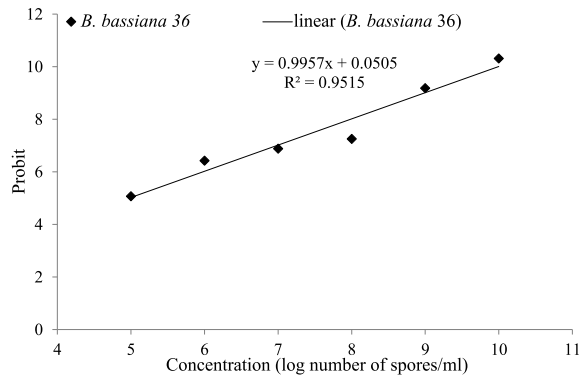 B. bassiana 36
linear (B. bassiana 36)
y = 0.9957x + 0.0505
R² = 0.9515
12
10
8
6
4
2
0
Probit
4 5 6 7 8 9 10 11
Concentration (log number of spores/ml)